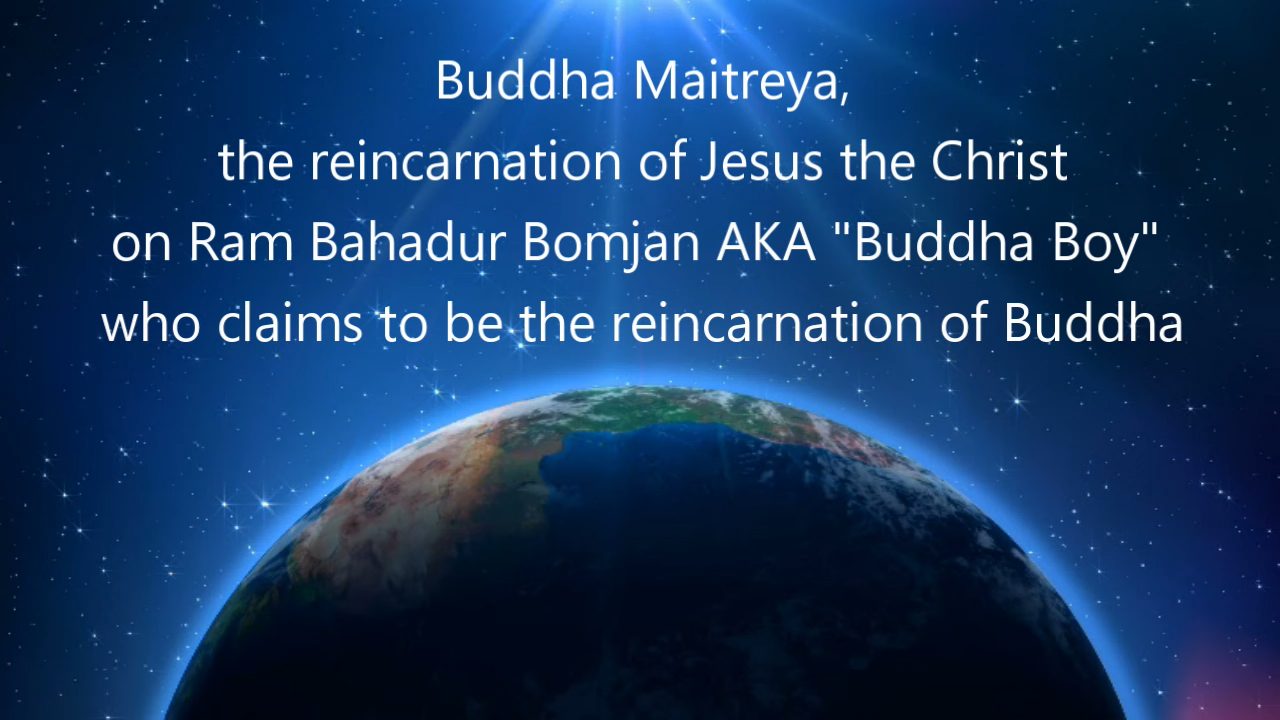 Buddha Maitreya,
the reincarnation of Jesus the Christ
on Ram Bahadur Bomjan AKA "Buddha Boy"
who claims to be the reincarnation of Buddha